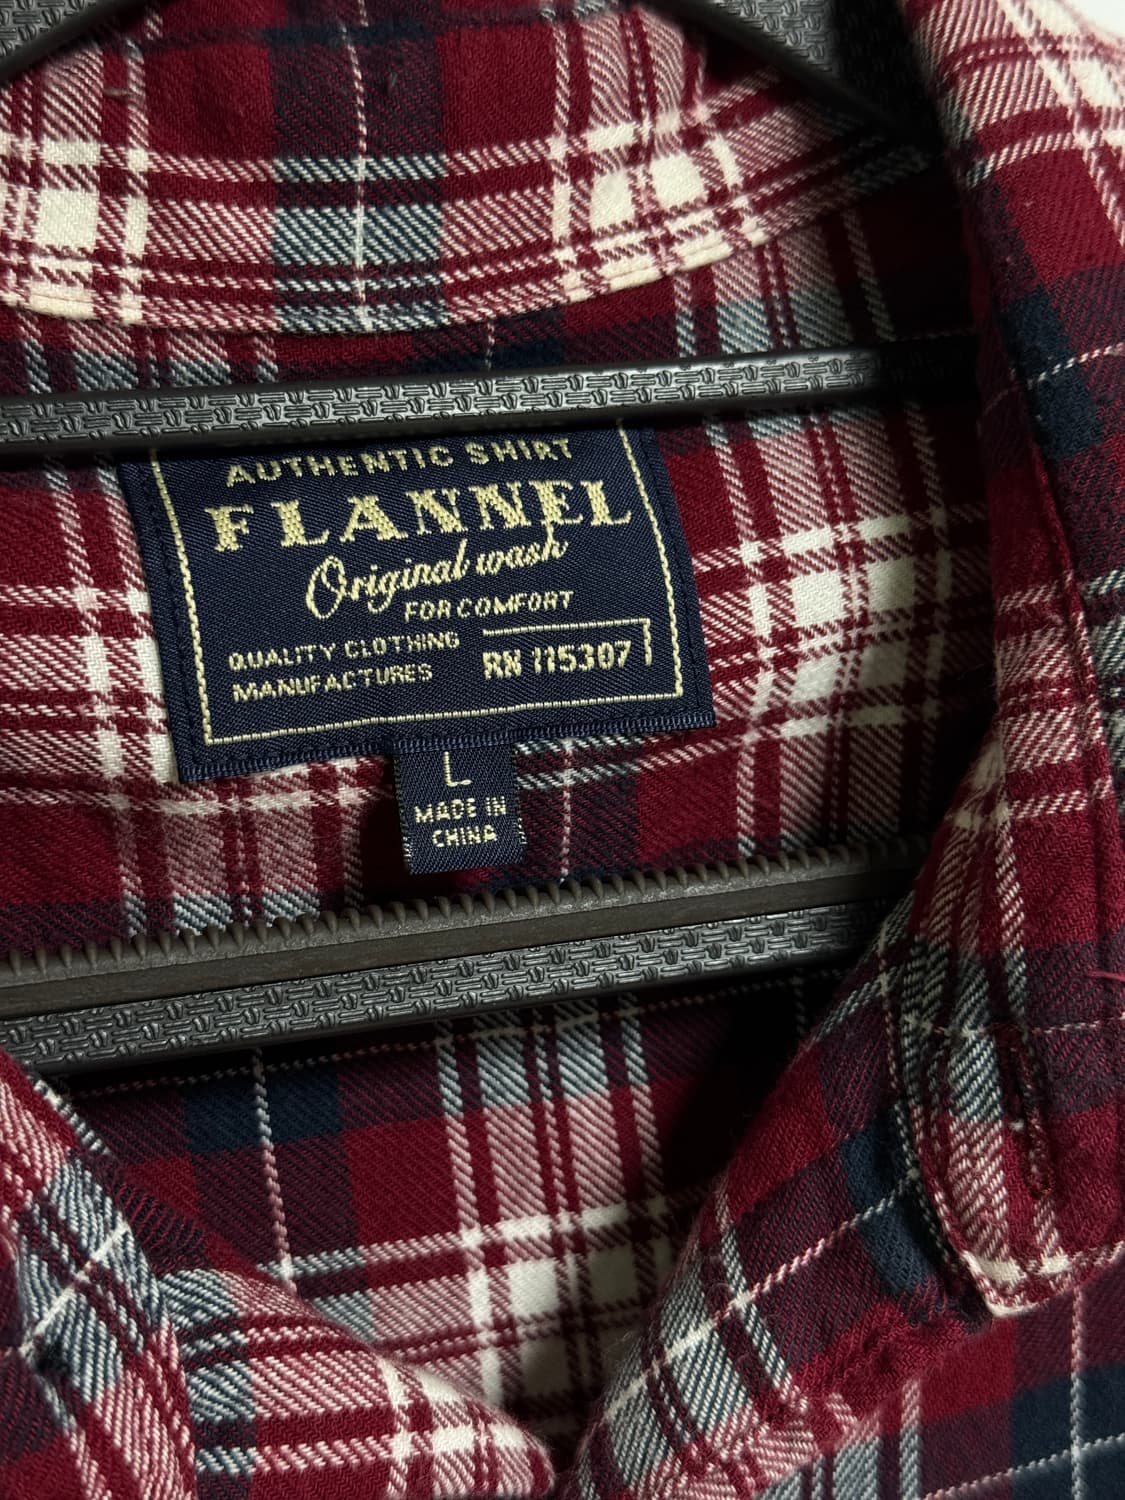 AUTHENTIC SHIRT
FLANNEL
Original wash
FOR COMFORT
QUALITY CLOTHING
MANUFACTURES
RN 115307
L
MADE IN
CHINA